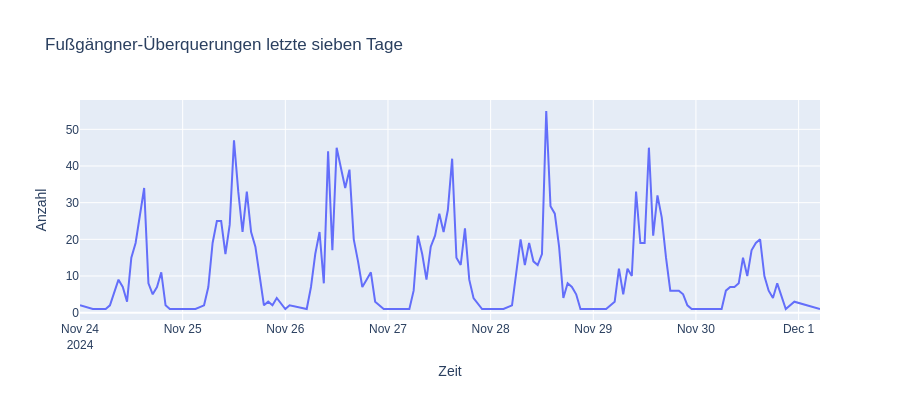 Fußgänger-Überquerungen letzte sieben Tage
Anzahl
50
40
30
20
10
0
Nov 24 Nov 25 Nov 26 Nov 27 Nov 28 Nov 29 Nov 30 Dec 1
2024
Zeit